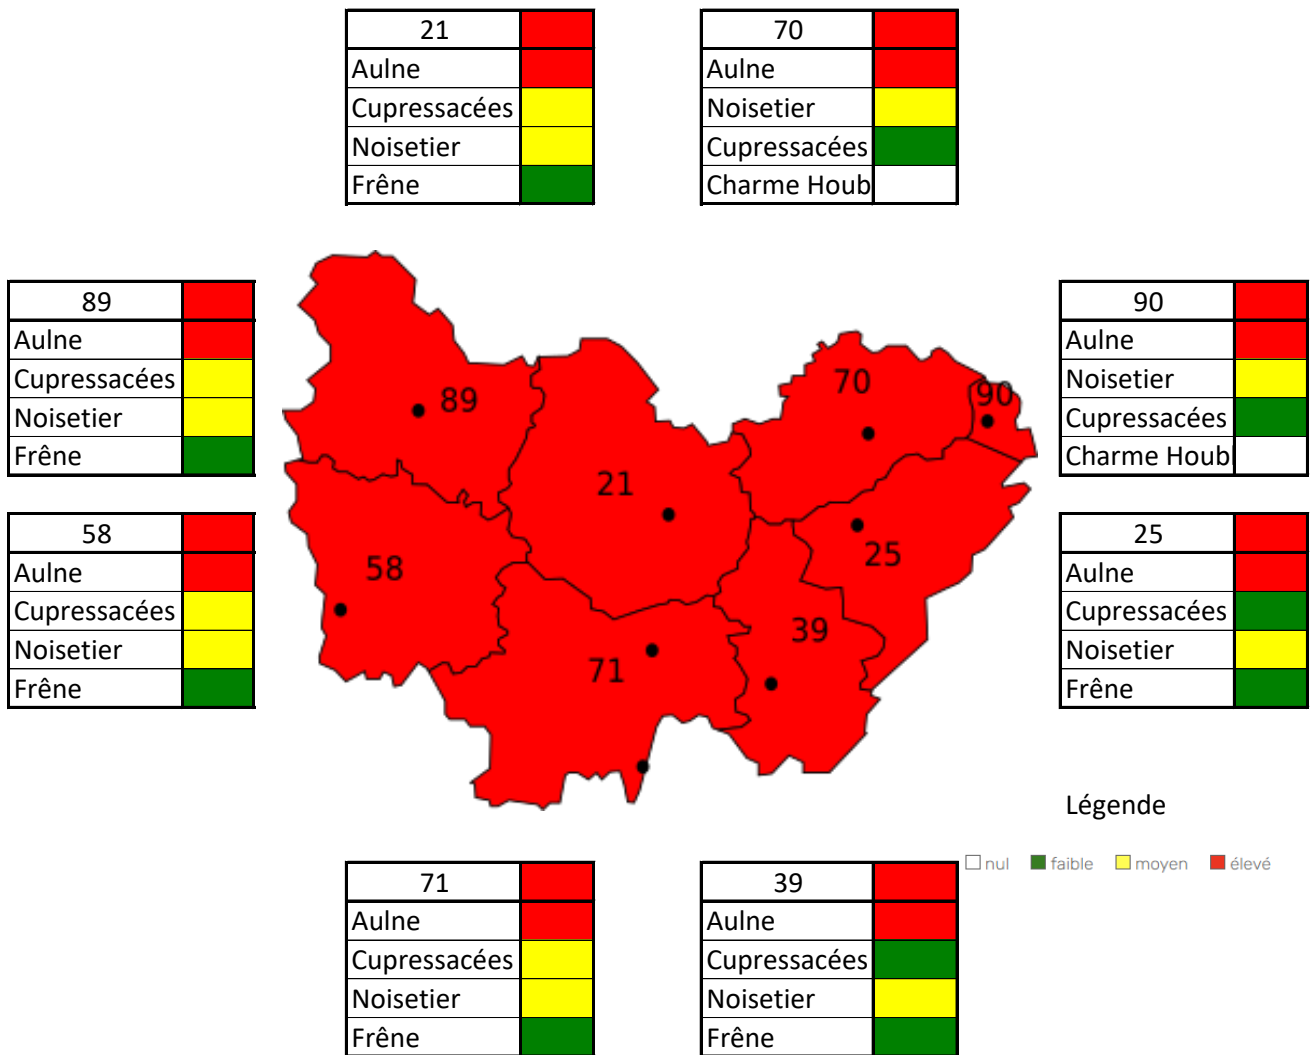 21
Aulne
Cupressacées
Noisetier
Frêne
70
Aulne
Noisetier
Cupressacées
Charme Houb
89
Aulne
Cupressacées
Noisetier
Frêne
90
Aulne
Noisetier
Cupressacées
Charme Houbl
58
Aulne
Cupressacées
Noisetier
Frêne
25
Aulne
Cupressacées
Noisetier
Frêne
89
70
90
21
25
58
39
71
Légende
nul faible moyen élevé
71
Aulne
Cupressacées
Noisetier
Frêne
39
Aulne
Cupressacées
Noisetier
Frêne